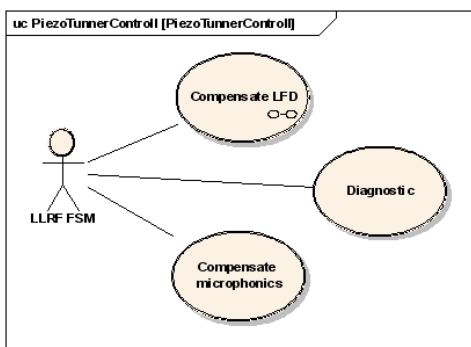 uc PiezoTunnerControll [PiezoTunnerControll]
Compensate LFD
Diagnostic
LLRF FSM
Compensate
microphonics